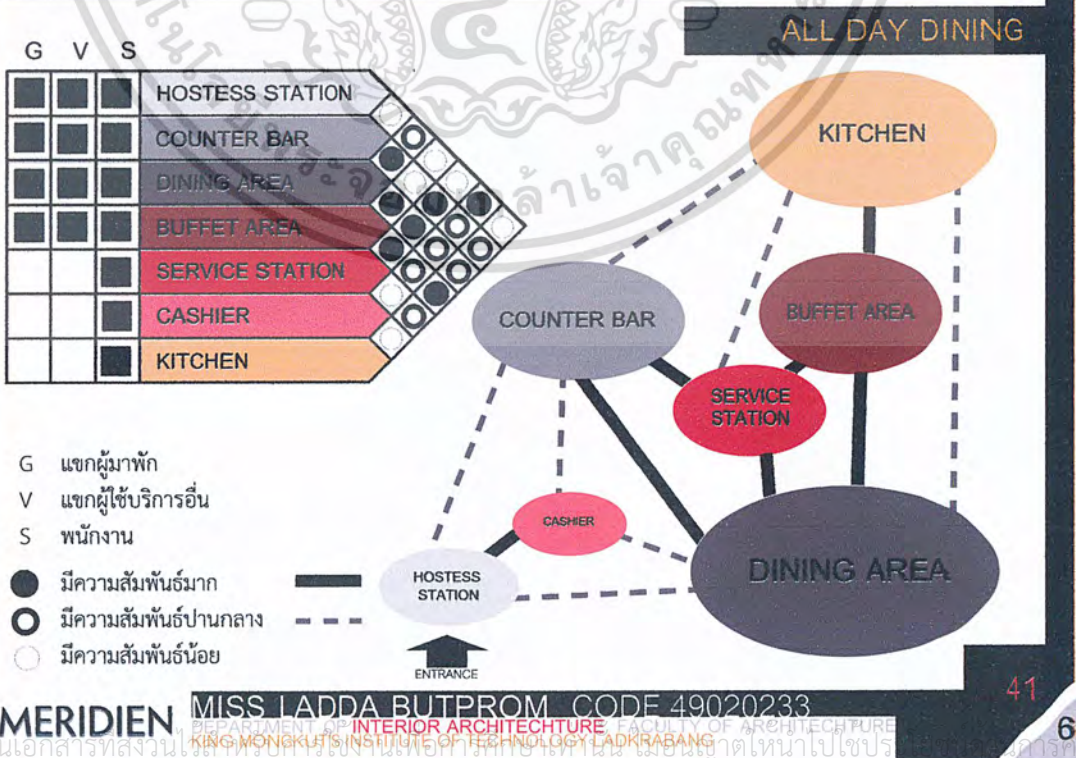 ALL DAY DINING
G V S
HOSTESS STATION
COUNTER BAR
DINING AREA
BUFFET AREA
SERVICE STATION
CASHIER
KITCHEN
KITCHEN
COUNTER BAR
BUFFET AREA
SERVICE
STATION
CASHIER
HOSTESS
STATION
DINING AREA
ENTRANCE
G แขกผู้มาพัก
V แขกผู้ใช้บริการอื่น
S พนักงาน
มีความสัมพันธ์มาก
มีความสัมพันธ์ปานกลาง
มีความสัมพันธ์น้อย
41
MERIDIEN
MISS LADDA BUTPROM CODE 49020233
DEPARTMENT OF INTERIOR ARCHITECHTURE FACULTY OF ARCHITECHTURE
KING MONGKUT'S INSTITUTE OF TECHNOLOGY LADKRABANG
6